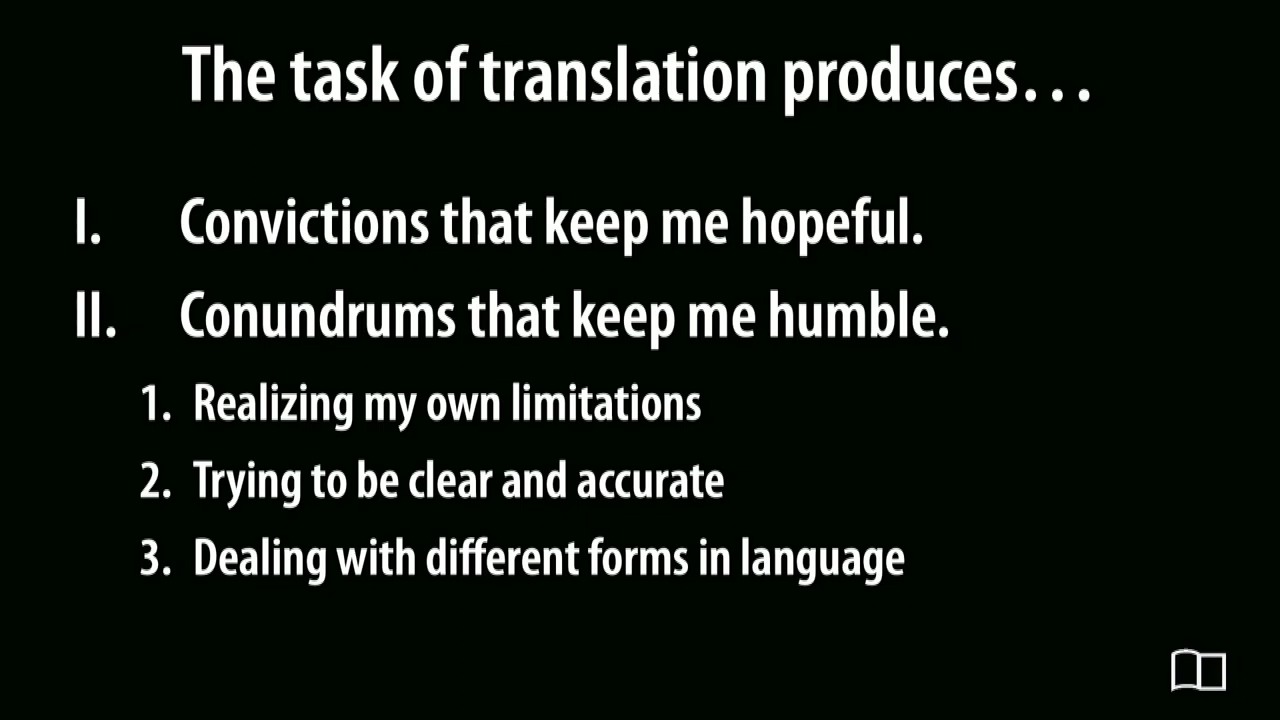 The task of translation produces…
I. Convictions that keep me hopeful.
II. Conundrums that keep me humble.
1. Realizing my own limitations
2. Trying to be clear and accurate
3. Dealing with different forms in language